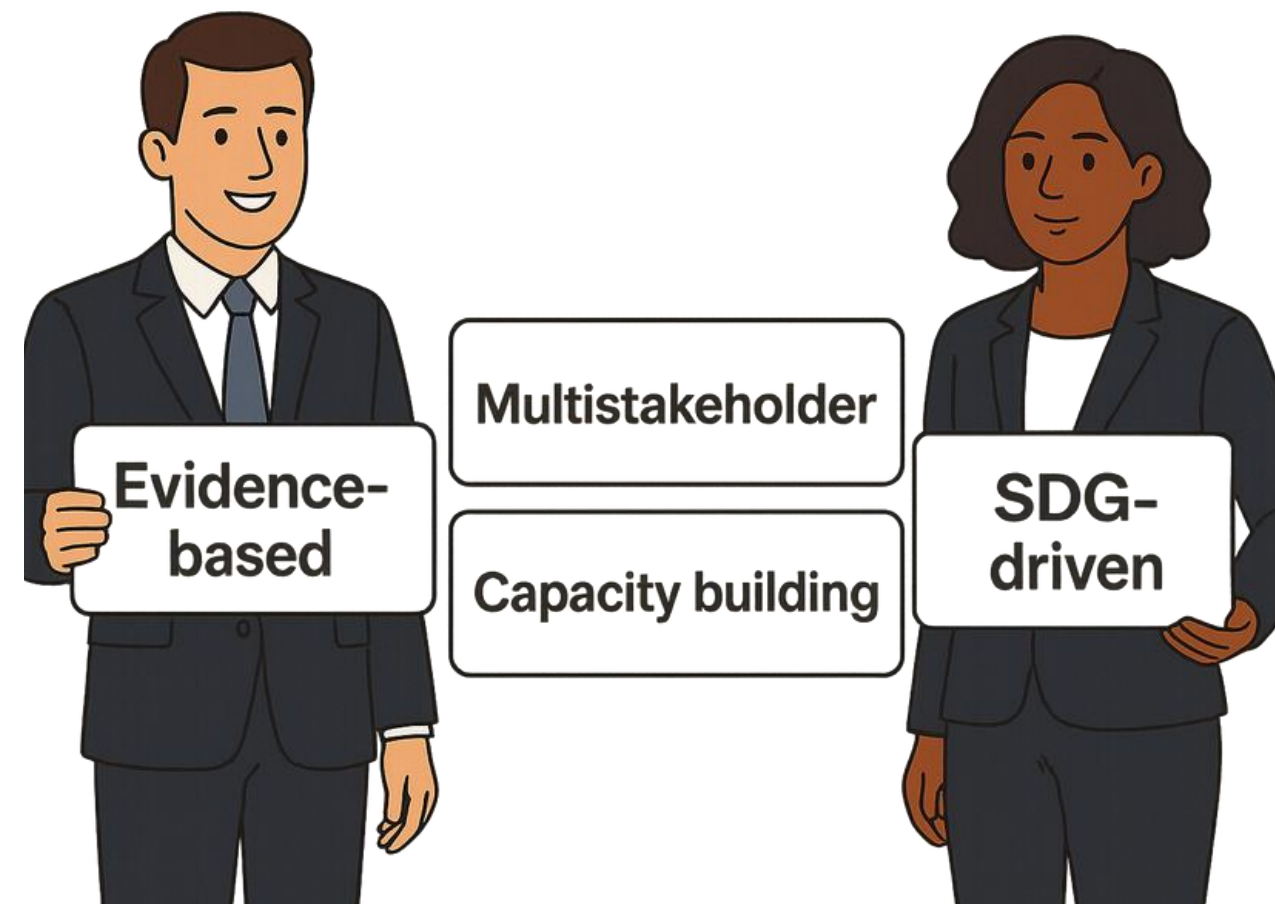 Evidence-
based
Multistakeholder
Capacity building
SDG-
driven